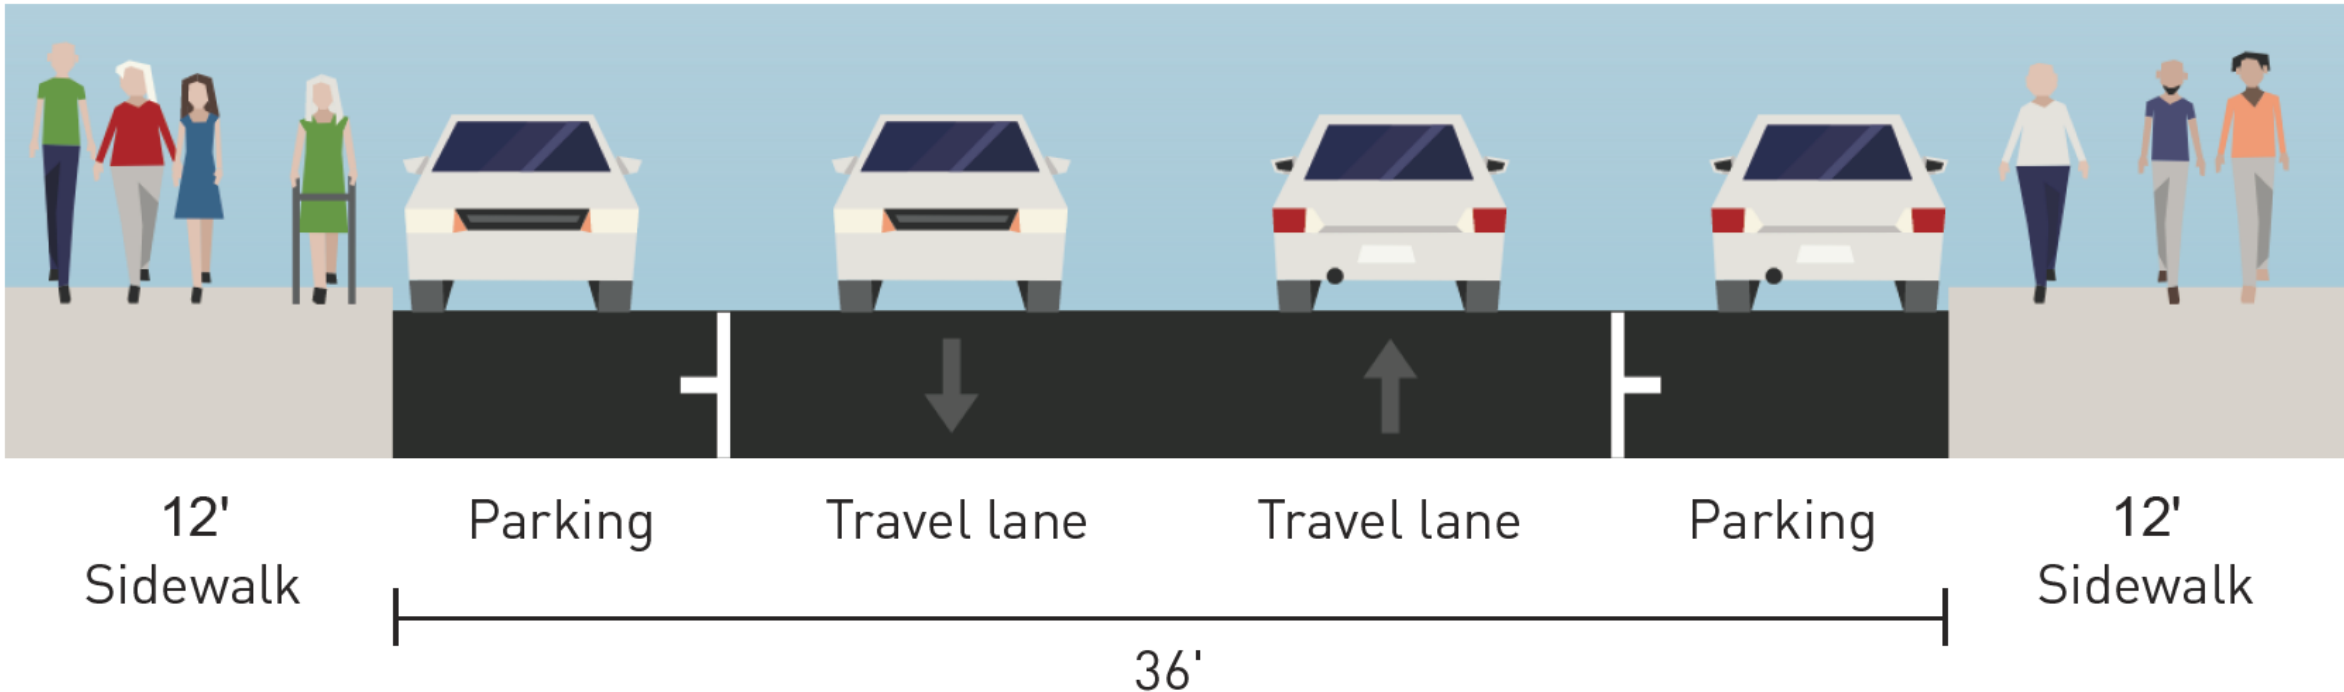 12'
Sidewalk
Parking
Travel lane
Travel lane
Parking
12'
Sidewalk
36'